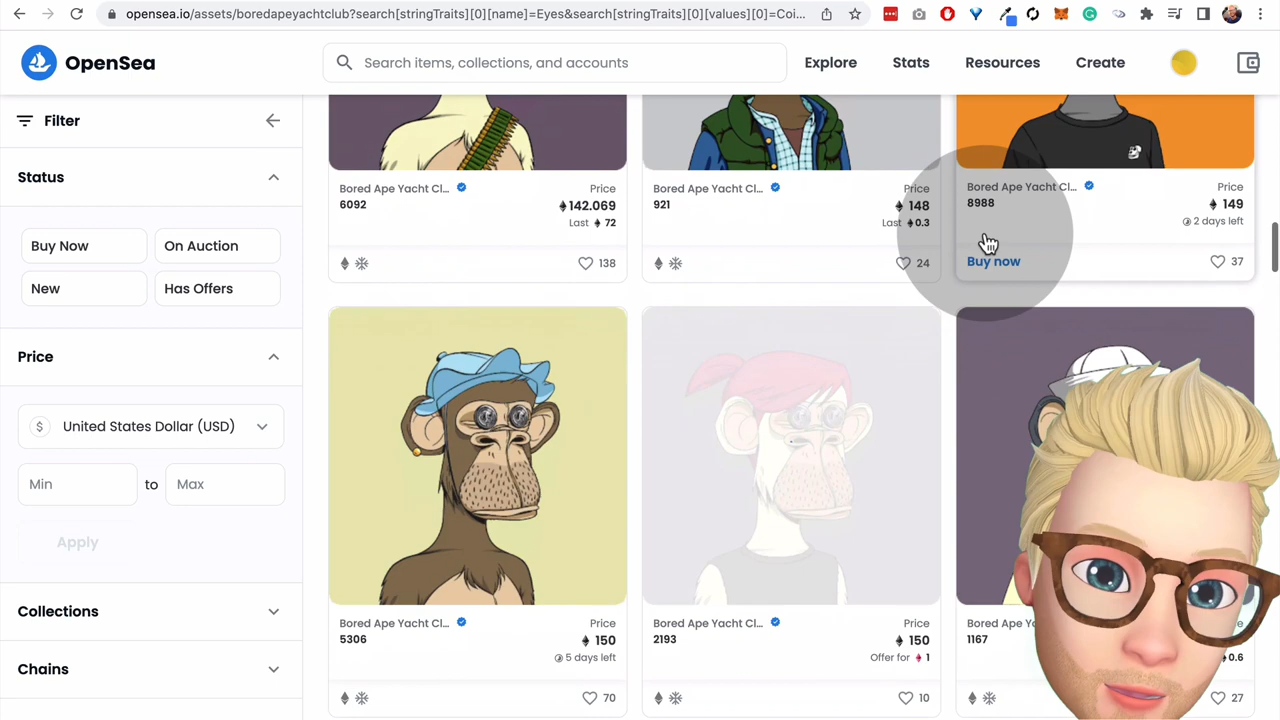 opensea.io/assets/boredapeyachtclub?search[stringTraits][0][name]=Eyes&search[stringTraits][0][values][0]=Coi...
OpenSea
Search items, collections, and accounts
Explore
Stats
Resources
Create
Filter
Status
Buy Now
On Auction
New
Has Offers
Price
$ United States Dollar (USD)
Min
to
Max
Apply
Collections
Chains
Bored Ape Yacht Cl...
Price
6092
142.069
Last 72
138
Bored Ape Yacht Cl...
Price
921
148
Last 0.3
24
Bored Ape Yacht Cl...
Price
8988
149
2 days left
Buy now
37
Bored Ape Yacht Cl...
Price
5306
150
5 days left
70
Bored Ape Yacht Cl...
Price
2193
150
Offer for 1
10
Bored Ape Yacht Cl...
1167
0.6
27